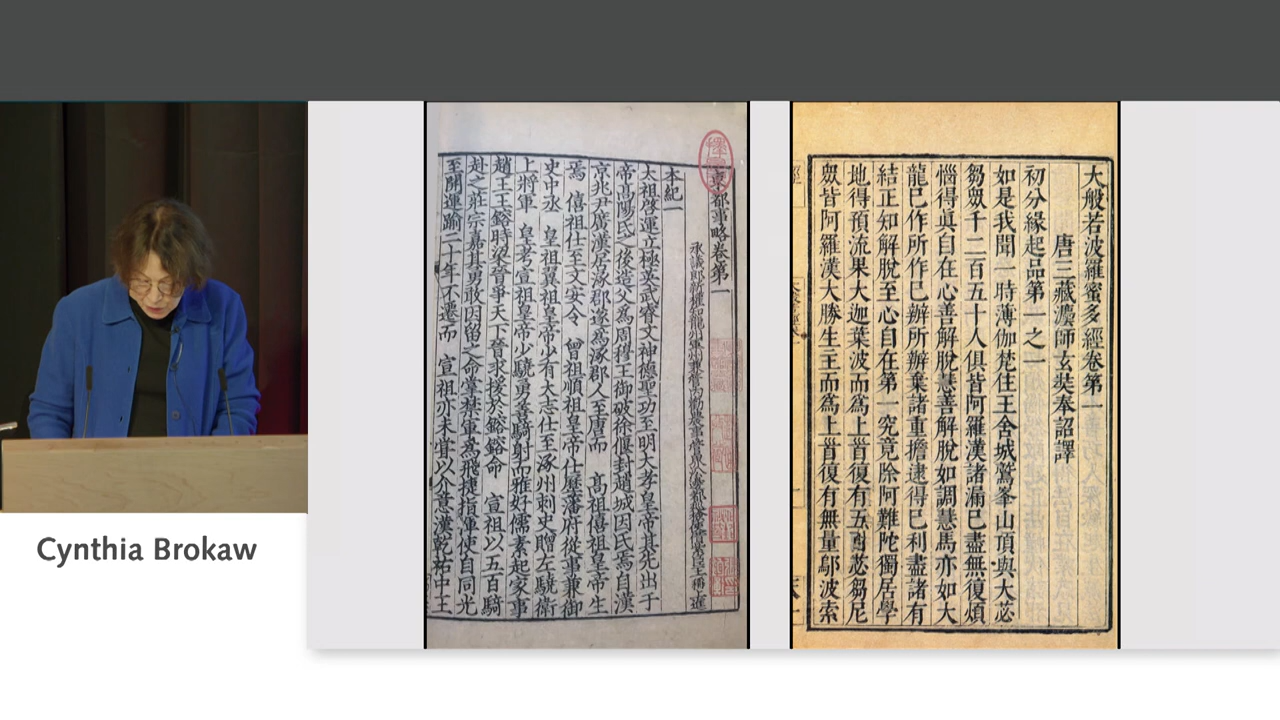 Cynthia Brokaw
東都事略卷第一
本紀一
太祖啓運立極英武睿文神德聖功至明大孝皇帝其先出于
帝高陽氏之後造父爲周穆王御破徐偃封趙城因氏焉自漢
京兆尹廣漢居涿郡遂爲涿郡人至唐而 髙祖僖祖皇帝生
焉 僖祖仕至文安令 曾祖順祖皇帝仕歷藩府從事兼御
史中丞 皇祖翼祖皇帝少有大志仕至涿州刺史贈左驍衛
上將軍 皇考宣祖皇帝少驍勇善騎射而雅好儒素起家事
趙王王鎔時梁晉爭天下晉求援於鎔鎔命 宣祖以五百騎
赴之莊宗嘉其勇敢因留之命掌禁軍爲飛捷指揮使自同光
至開運踰二十年不遷而 宣祖亦未甞以介意漢乾祐中王
大般若波羅蜜多經卷第一
唐三藏灋師玄奘奉詔譯
初分緣起品第一之一
如是我聞一時薄伽梵住王舍城鷲峯山頂與大苾
芻衆千二百五十人俱皆阿羅漢諸漏已盡無復煩
惱得眞自在心善解脫慧善解脫如調慧馬亦如大
龍已作所作已辦所辦棄諸重擔逮得已利盡諸有
結正知解脫至心自在第一究竟除阿難陀獨居學
地得預流果大迦葉波而爲上首復有五百苾芻尼
衆皆阿羅漢大勝生主而爲上首復有無量鄔波索